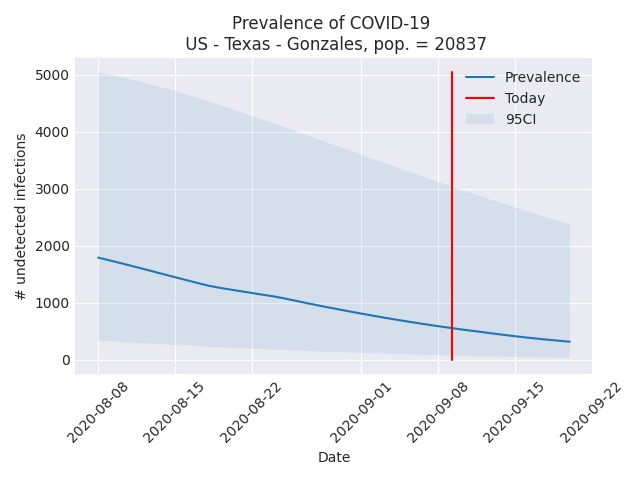 Prevalence of COVID-19
US - Texas - Gonzales, pop. = 20837
# undetected infections
5000
4000
3000
2000
1000
0
Prevalence
Today
95CI
2020-08-08
2020-08-15
2020-08-22
2020-09-01
2020-09-08
2020-09-15
2020-09-22
Date